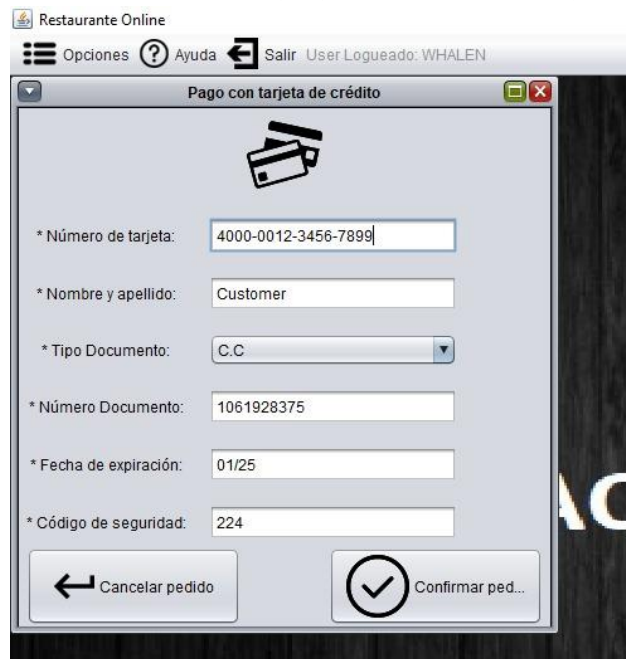 Restaurante Online
Opciones Ayuda Salir User Logueado: WHALEN
Pago con tarjeta de crédito
* Número de tarjeta: 4000-0012-3456-7899
* Nombre y apellido: Customer
* Tipo Documento: C.C
* Número Documento: 1061928375
* Fecha de expiración: 01/25
* Código de seguridad: 224
Cancelar pedido Confirmar ped...
AC